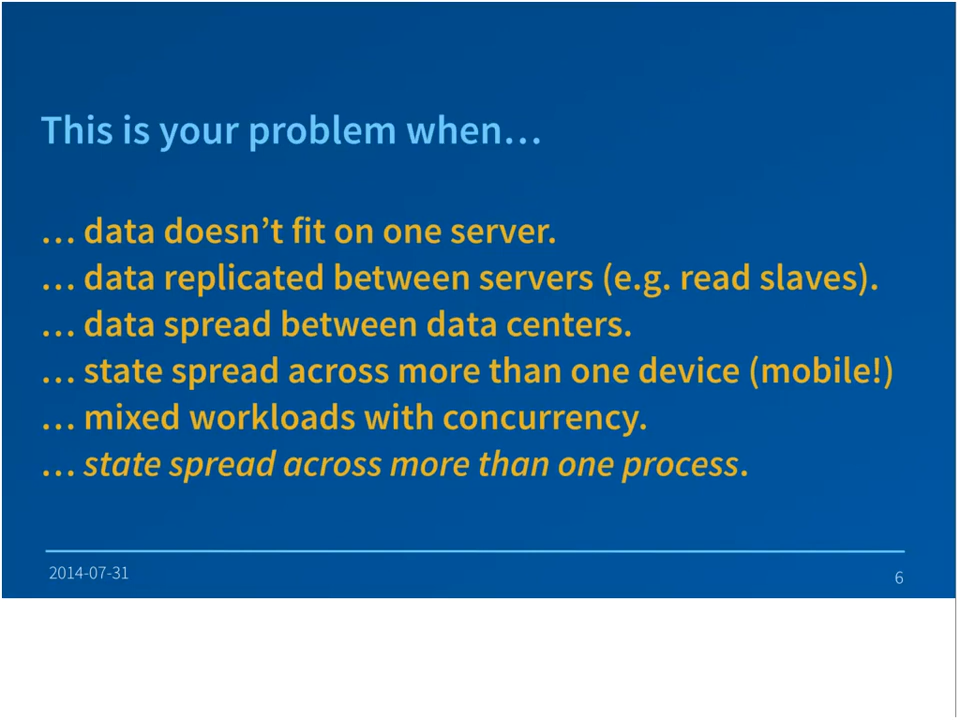 This is your problem when…
… data doesn’t fit on one server.
… data replicated between servers (e.g. read slaves).
… data spread between data centers.
… state spread across more than one device (mobile!)
… mixed workloads with concurrency.
… state spread across more than one process.
2014-07-31
6